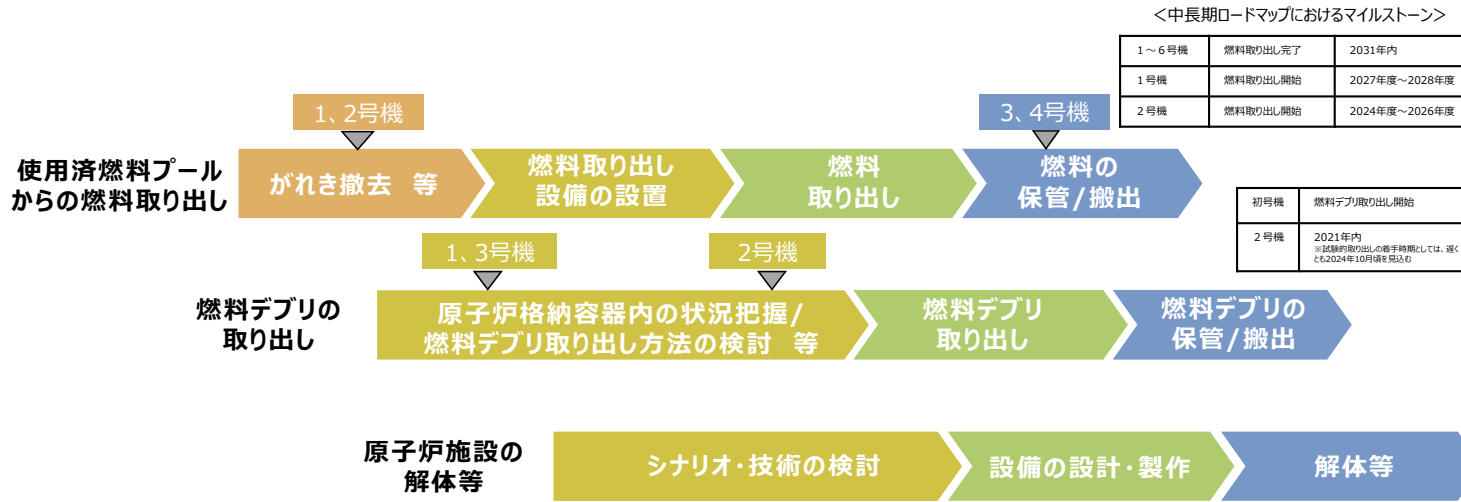 ＜中長期ロードマップにおけるマイルストーン＞
1～6号機 燃料取り出し完了 2031年内
1号機 燃料取り出し開始 2027年度～2028年度
2号機 燃料取り出し開始 2024年度～2026年度
1、2号機
3、4号機
使用済燃料プール
からの燃料取り出し
がれき撤去 等
燃料取り出し
設備の設置
燃料
取り出し
燃料の
保管/搬出
初号機 燃料デブリ取り出し開始
2号機 2021年内
※試験的取り出しの着手時期としては、遅く
とも2024年10月頃を見込む
1、3号機
2号機
燃料デブリの
取り出し
原子炉格納容器内の状況把握/
燃料デブリ取り出し方法の検討 等
燃料デブリ
取り出し
燃料デブリの
保管/搬出
原子炉施設の
解体等
シナリオ・技術の検討
設備の設計・製作
解体等